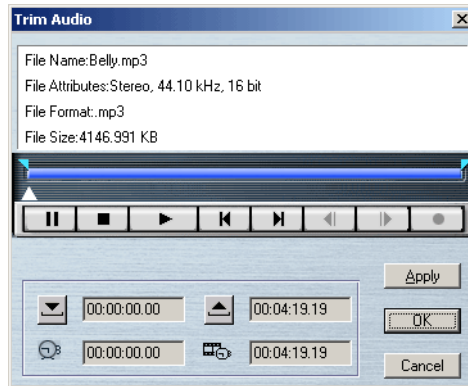 Trim Audio
File Name:Belly.mp3
File Attributes:Stereo, 44.10 kHz, 16 bit
File Format:.mp3
File Size:4146.991 KB
Apply
00:00:00.00 00:04:19.19
OK
00:00:00.00 00:04:19.19
Cancel